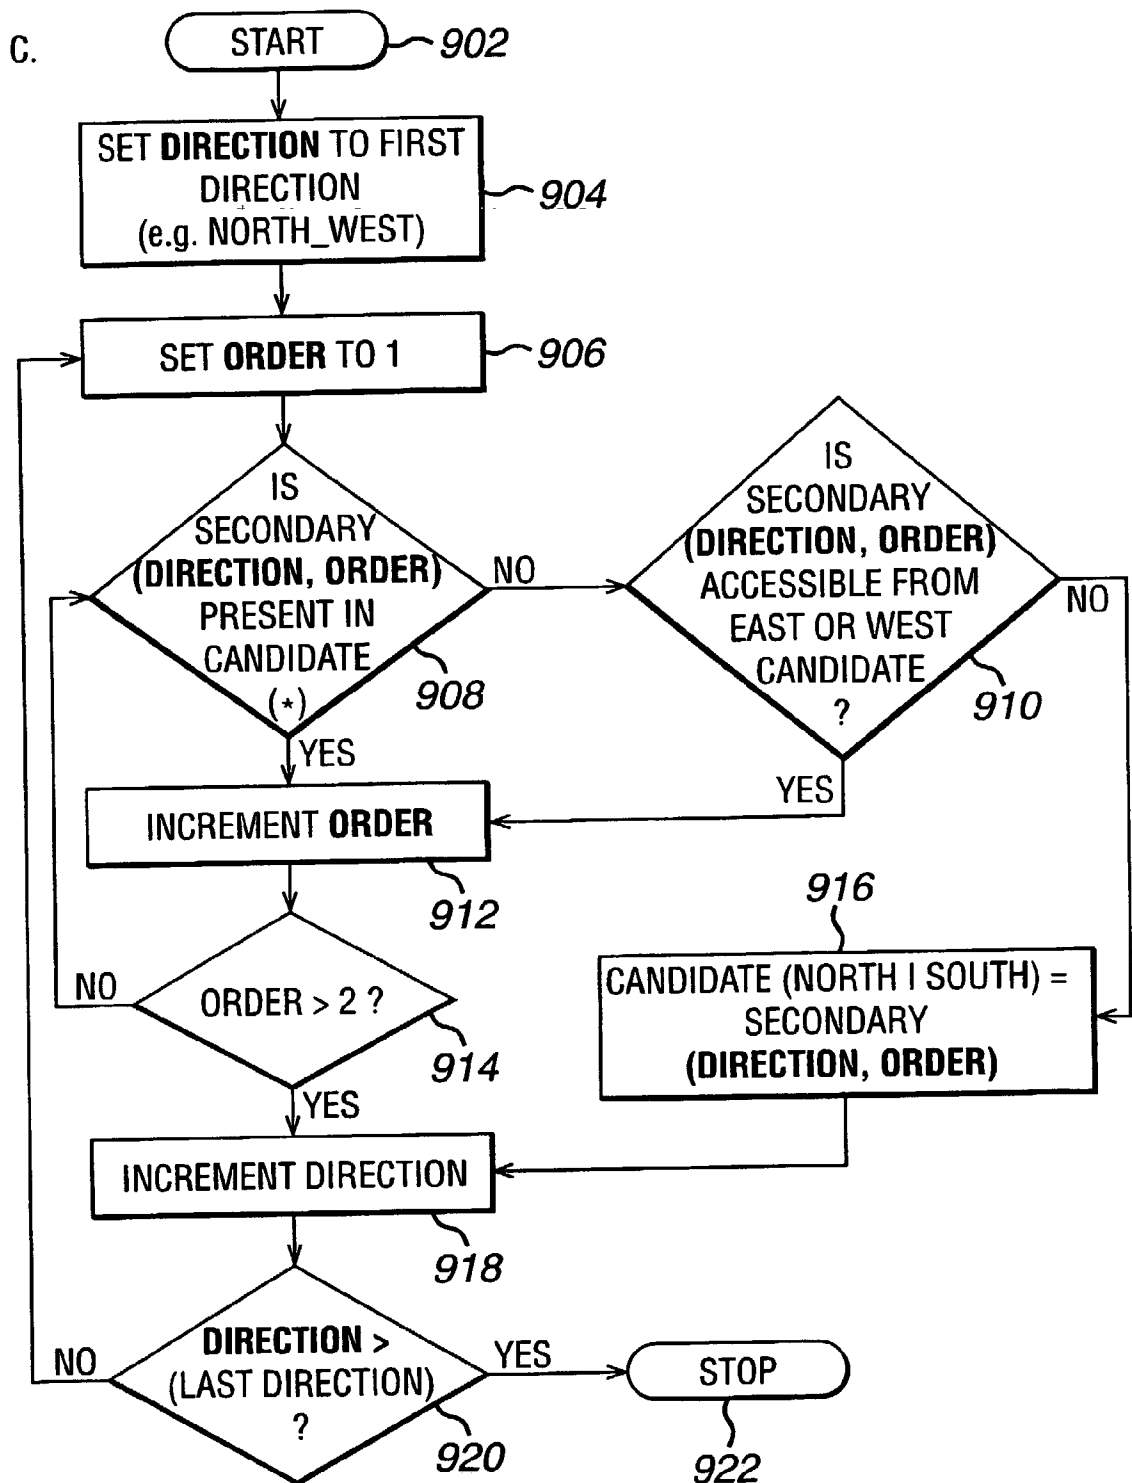 C.
START
902
SET DIRECTION TO FIRST
DIRECTION
(e.g. NORTH_WEST)
904
SET ORDER TO 1
906
IS
SECONDARY
(DIRECTION, ORDER)
PRESENT IN
CANDIDATE
(*)
908
NO
YES
IS
SECONDARY
(DIRECTION, ORDER)
ACCESSIBLE FROM
EAST OR WEST
CANDIDATE
?
910
NO
YES
INCREMENT ORDER
912
916
CANDIDATE (NORTH I SOUTH) =
SECONDARY
(DIRECTION, ORDER)
NO
ORDER > 2 ?
914
YES
INCREMENT DIRECTION
918
NO
DIRECTION >
(LAST DIRECTION)
?
920
YES
STOP
922